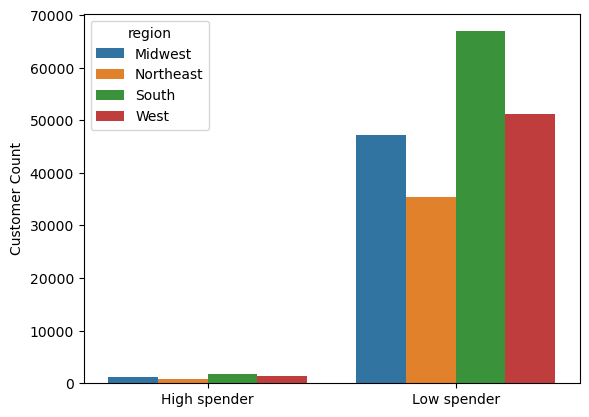 70000
60000
50000
40000
30000
20000
10000
0
Customer Count
region
Midwest
Northeast
South
West
High spender
Low spender